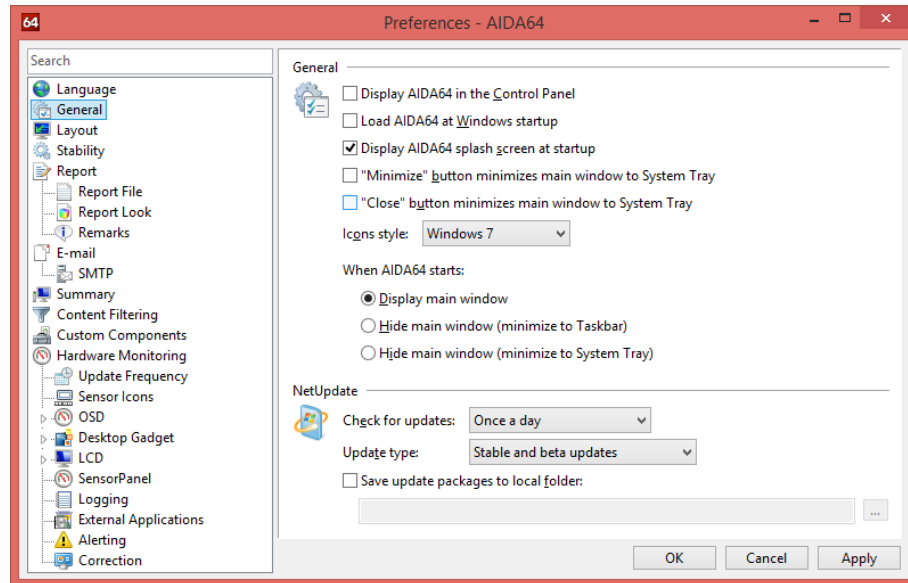 64
Preferences - AIDA64
Search
Language
General
Layout
Stability
Report
Report File
Report Look
Remarks
E-mail
SMTP
Summary
Content Filtering
Custom Components
Hardware Monitoring
Update Frequency
Sensor Icons
OSD
Desktop Gadget
LCD
SensorPanel
Logging
External Applications
Alerting
Correction
General
Display AIDA64 in the Control Panel
Load AIDA64 at Windows startup
Display AIDA64 splash screen at startup
"Minimize" button minimizes main window to System Tray
"Close" button minimizes main window to System Tray
Icons style: Windows 7
When AIDA64 starts:
Display main window
Hide main window (minimize to Taskbar)
Hide main window (minimize to System Tray)
NetUpdate
Check for updates: Once a day
Update type: Stable and beta updates
Save update packages to local folder:
...
OK Cancel Apply